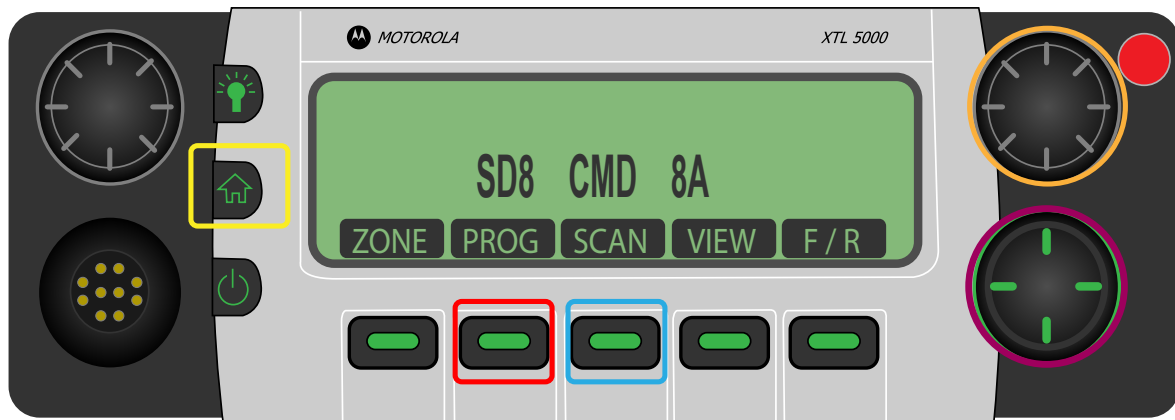 MOTOROLA XTL 5000
SD8 CMD 8A
ZONE PROG SCAN VIEW F / R